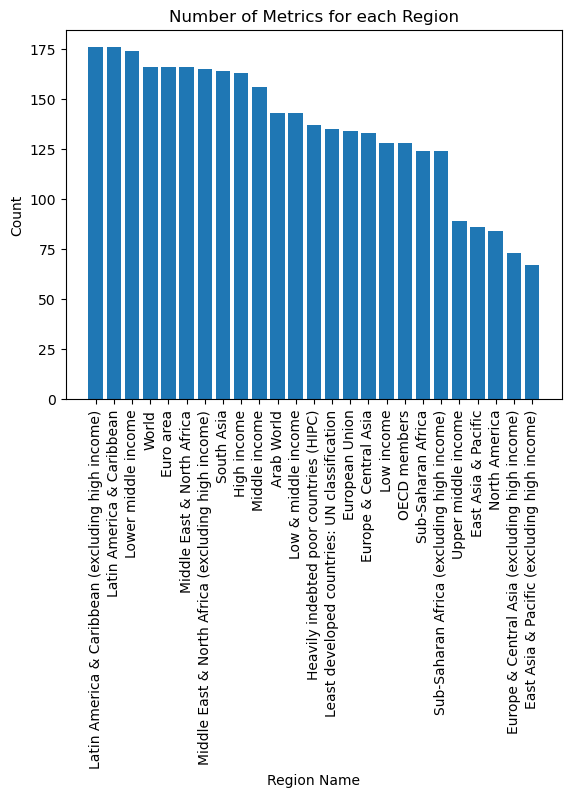 Number of Metrics for each Region
175
150
125
100
75
50
25
0
Count
Latin America & Caribbean (excluding high income)
Latin America & Caribbean
Lower middle income
World
Euro area
Middle East & North Africa
Middle East & North Africa (excluding high income)
South Asia
High income
Middle income
Arab World
Low & middle income
Heavily indebted poor countries (HIPC)
Least developed countries: UN classification
European Union
Europe & Central Asia
Low income
OECD members
Sub-Saharan Africa
Sub-Saharan Africa (excluding high income)
Upper middle income
East Asia & Pacific
North America
Europe & Central Asia (excluding high income)
East Asia & Pacific (excluding high income)
Region Name